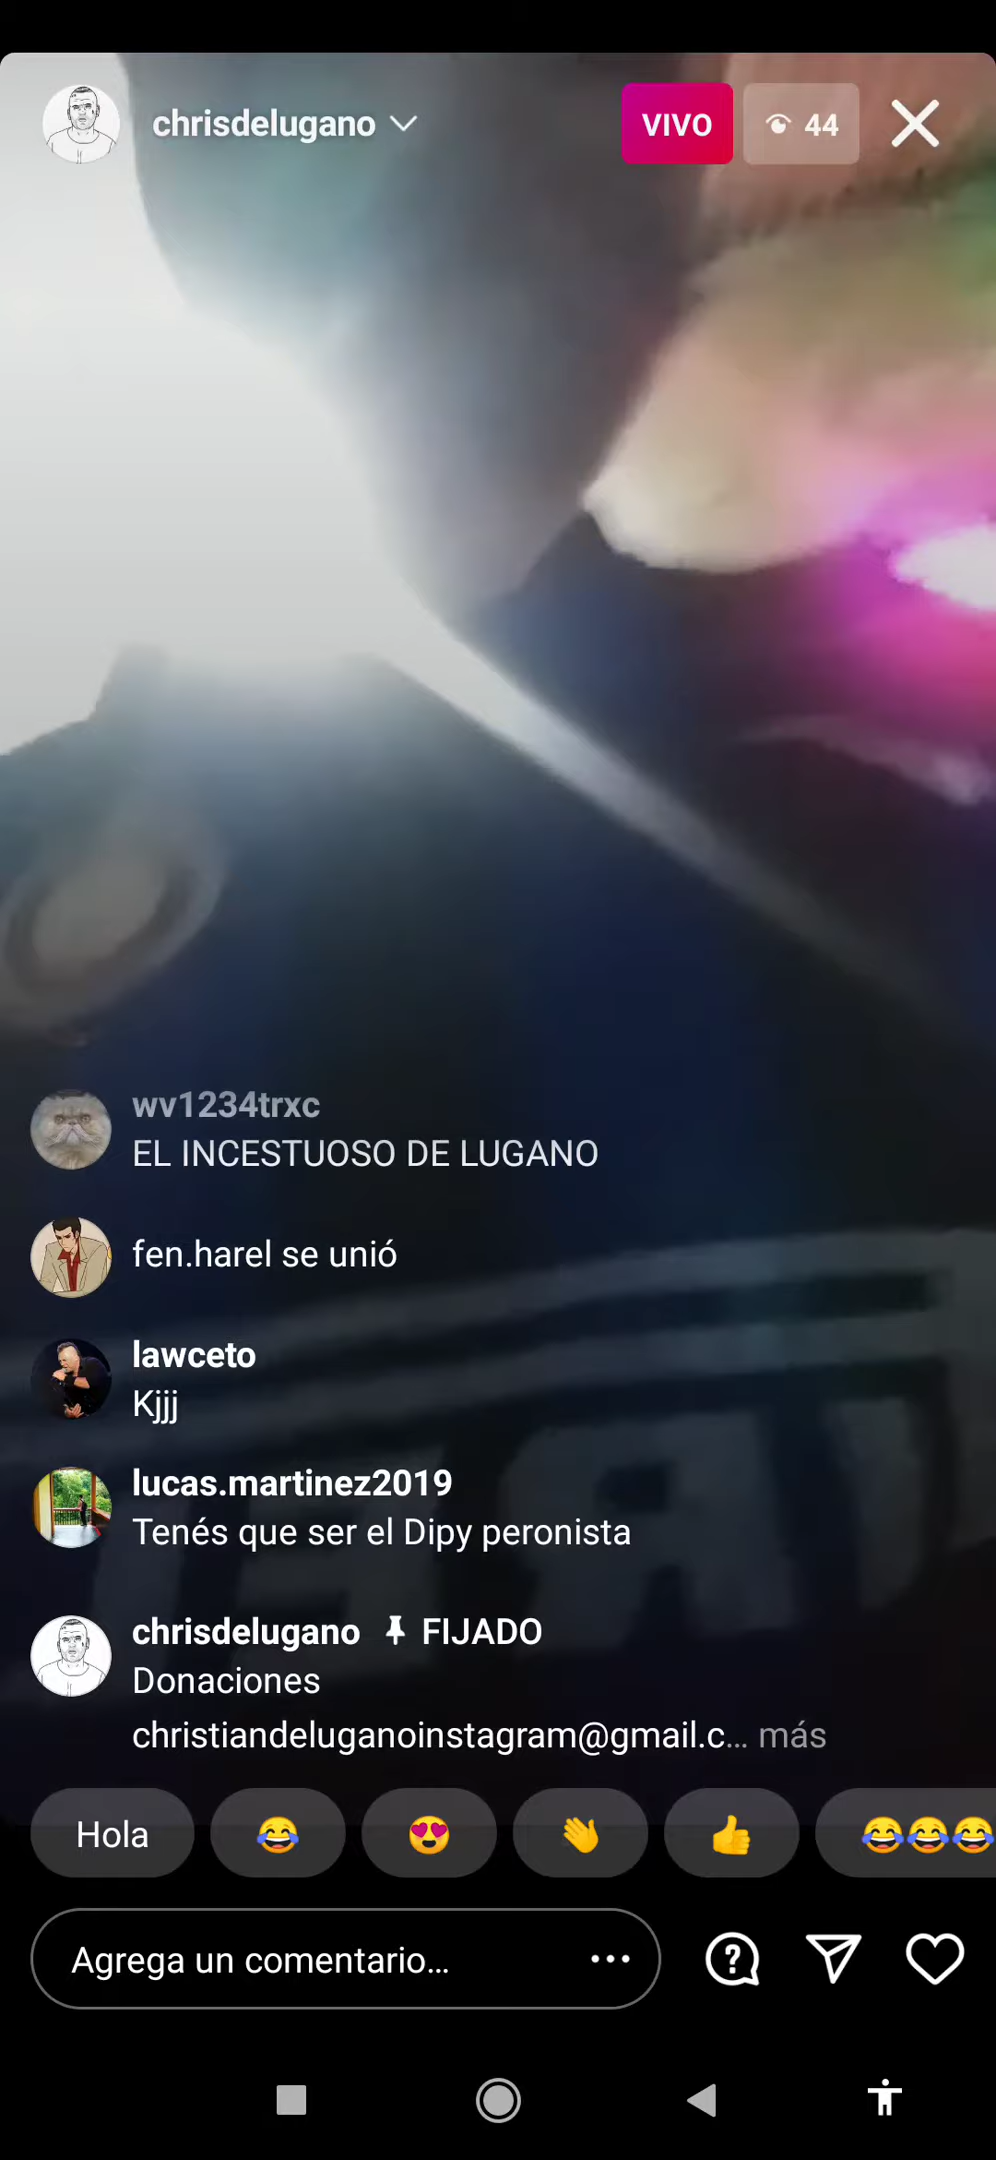 chrisdelugano
VIVO
44
wv1234trxc
EL INCESTUOSO DE LUGANO
fen.harel se unió
lawceto
Kjjj
lucas.martinez2019
Tenés que ser el Dipy peronista
chrisdelugano FIJADO
Donaciones
christiandeluganoinstagram@gmail.c... más
Hola
Agrega un comentario...